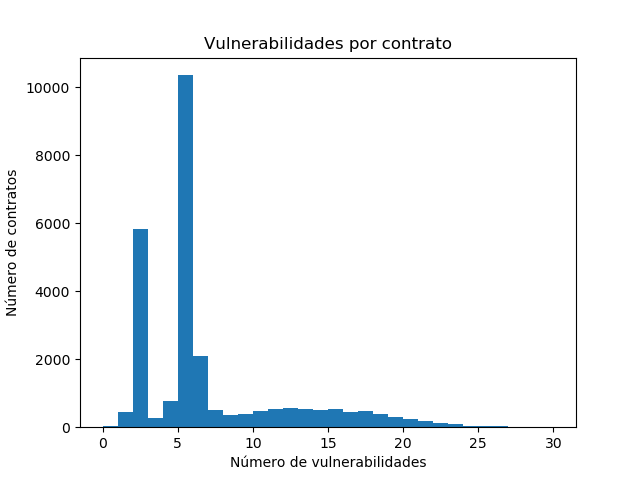 Vulnerabilidades por contrato
10000
8000
6000
4000
2000
0
Número de contratos
0 5 10 15 20 25 30
Número de vulnerabilidades